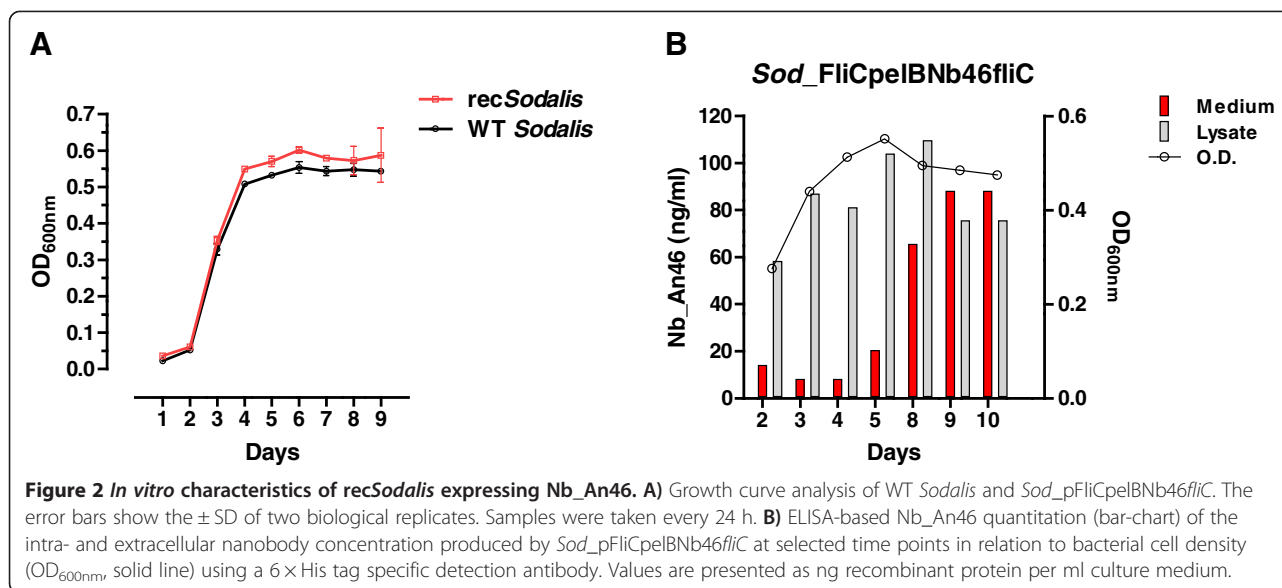 A
recSodalis
WT Sodalis
OD600nm
0.7
0.6
0.5
0.4
0.3
0.2
0.1
0.0
1 2 3 4 5 6 7 8 9
Days
B
Sod_FliCpelBNb46fliC
Medium
Lysate
O.D.
Nb_An46 (ng/ml)
120
100
80
60
40
20
0
OD600nm
0.6
0.4
0.2
0.0
2 3 4 5 8 9 10
Days
Figure 2 In vitro characteristics of recSodalis expressing Nb_An46. A) Growth curve analysis of WT Sodalis and Sod_pFliCpelBNb46fliC. The
error bars show the ± SD of two biological replicates. Samples were taken every 24 h. B) ELISA-based Nb_An46 quantitation (bar-chart) of the
intra- and extracellular nanobody concentration produced by Sod_pFliCpelBNb46fliC at selected time points in relation to bacterial cell density
(OD600nm, solid line) using a 6 × His tag specific detection antibody. Values are presented as ng recombinant protein per ml culture medium.